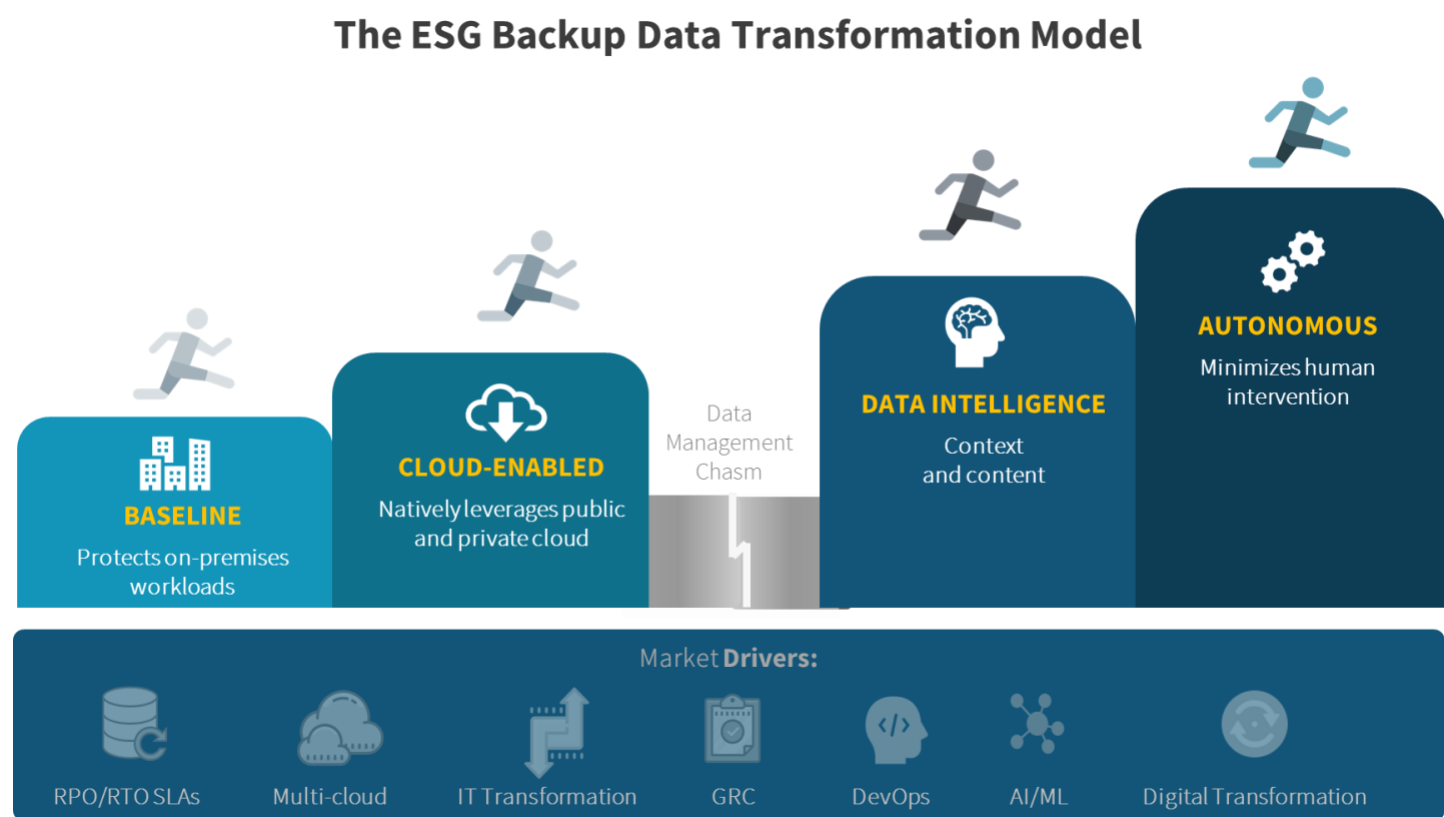 The ESG Backup Data Transformation Model
BASELINE
Protects on-premises
workloads
CLOUD-ENABLED
Natively leverages public
and private cloud
Data
Management
Chasm
DATA INTELLIGENCE
Context
and content
AUTONOMOUS
Minimizes human
intervention
Market Drivers:
RPO/RTO SLAs
Multi-cloud
IT Transformation
GRC
DevOps
AI/ML
Digital Transformation